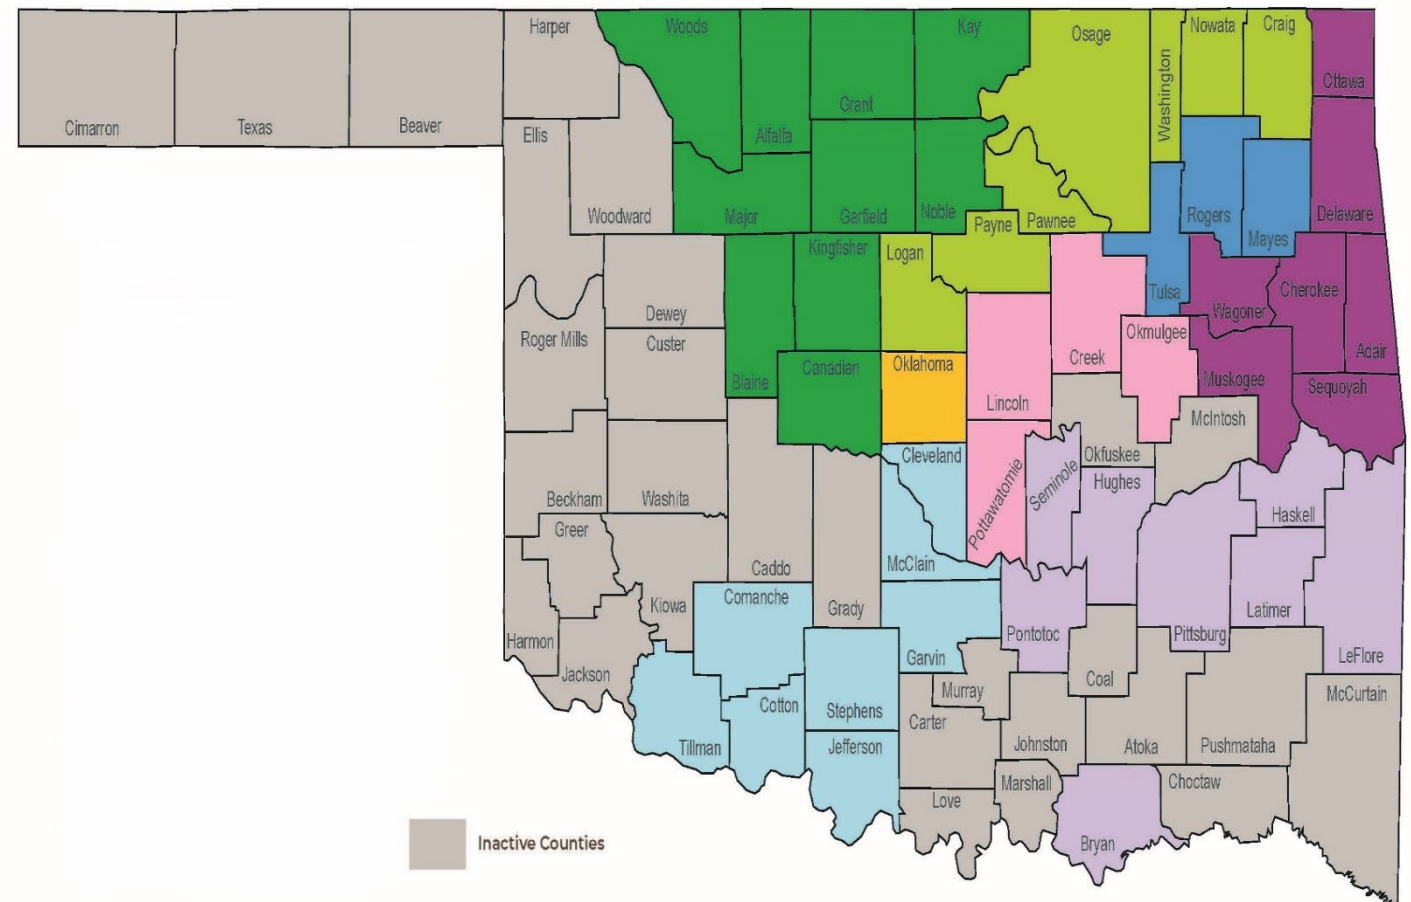 Harper
Woods
Kay
Osage
Washington
Nowata
Craig
Ottawa
Cimarron
Texas
Beaver
Ellis
Alfalfa
Grant
Woodward
Major
Garfield
Noble
Payne
Pawnee
Rogers
Mayes
Delaware
Kingfisher
Logan
Tulsa
Wagoner
Cherokee
Adair
Dewey
Roger Mills
Custer
Blaine
Canadian
Oklahoma
Lincoln
Creek
Okmulgee
Muskogee
Sequoyah
McIntosh
Beckham
Washita
Cleveland
Pottawatomie
Seminole
Okfuskee
Hughes
Haskell
Greer
Caddo
Grady
McClain
Harmon
Jackson
Kiowa
Comanche
Garvin
Pontotoc
Pittsburg
Latimer
LeFlore
Tillman
Cotton
Stephens
Jefferson
Murray
Carter
Coal
Johnston
Atoka
Pushmataha
McCurtain
Love
Marshall
Choctaw
Bryan
Inactive Counties